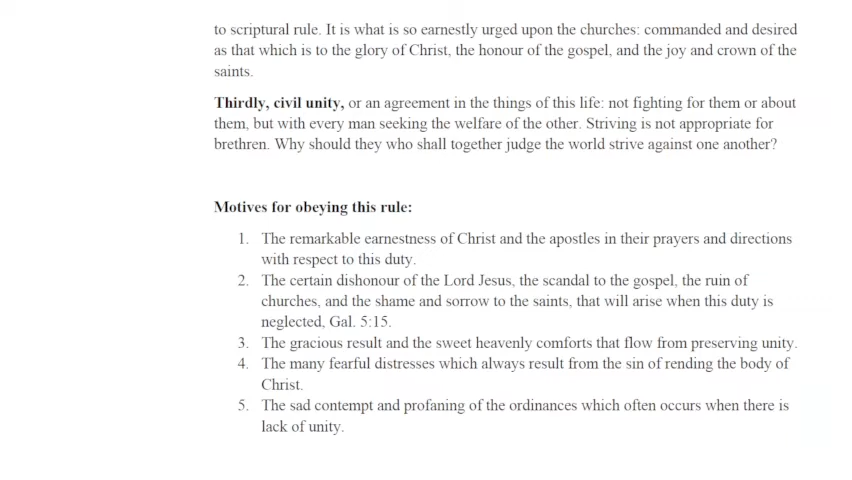 to scriptural rule. It is what is so earnestly urged upon the churches: commanded and desired
as that which is to the glory of Christ, the honour of the gospel, and the joy and crown of the
saints.
Thirdly, civil unity, or an agreement in the things of this life: not fighting for them or about
them, but with every man seeking the welfare of the other. Striving is not appropriate for
brethren. Why should they who shall together judge the world strive against one another?
Motives for obeying this rule:
1. The remarkable earnestness of Christ and the apostles in their prayers and directions
with respect to this duty.
2. The certain dishonour of the Lord Jesus, the scandal to the gospel, the ruin of
churches, and the shame and sorrow to the saints, that will arise when this duty is
neglected, Gal. 5:15.
3. The gracious result and the sweet heavenly comforts that flow from preserving unity.
4. The many fearful distresses which always result from the sin of rending the body of
Christ.
5. The sad contempt and profaning of the ordinances which often occurs when there is
lack of unity.